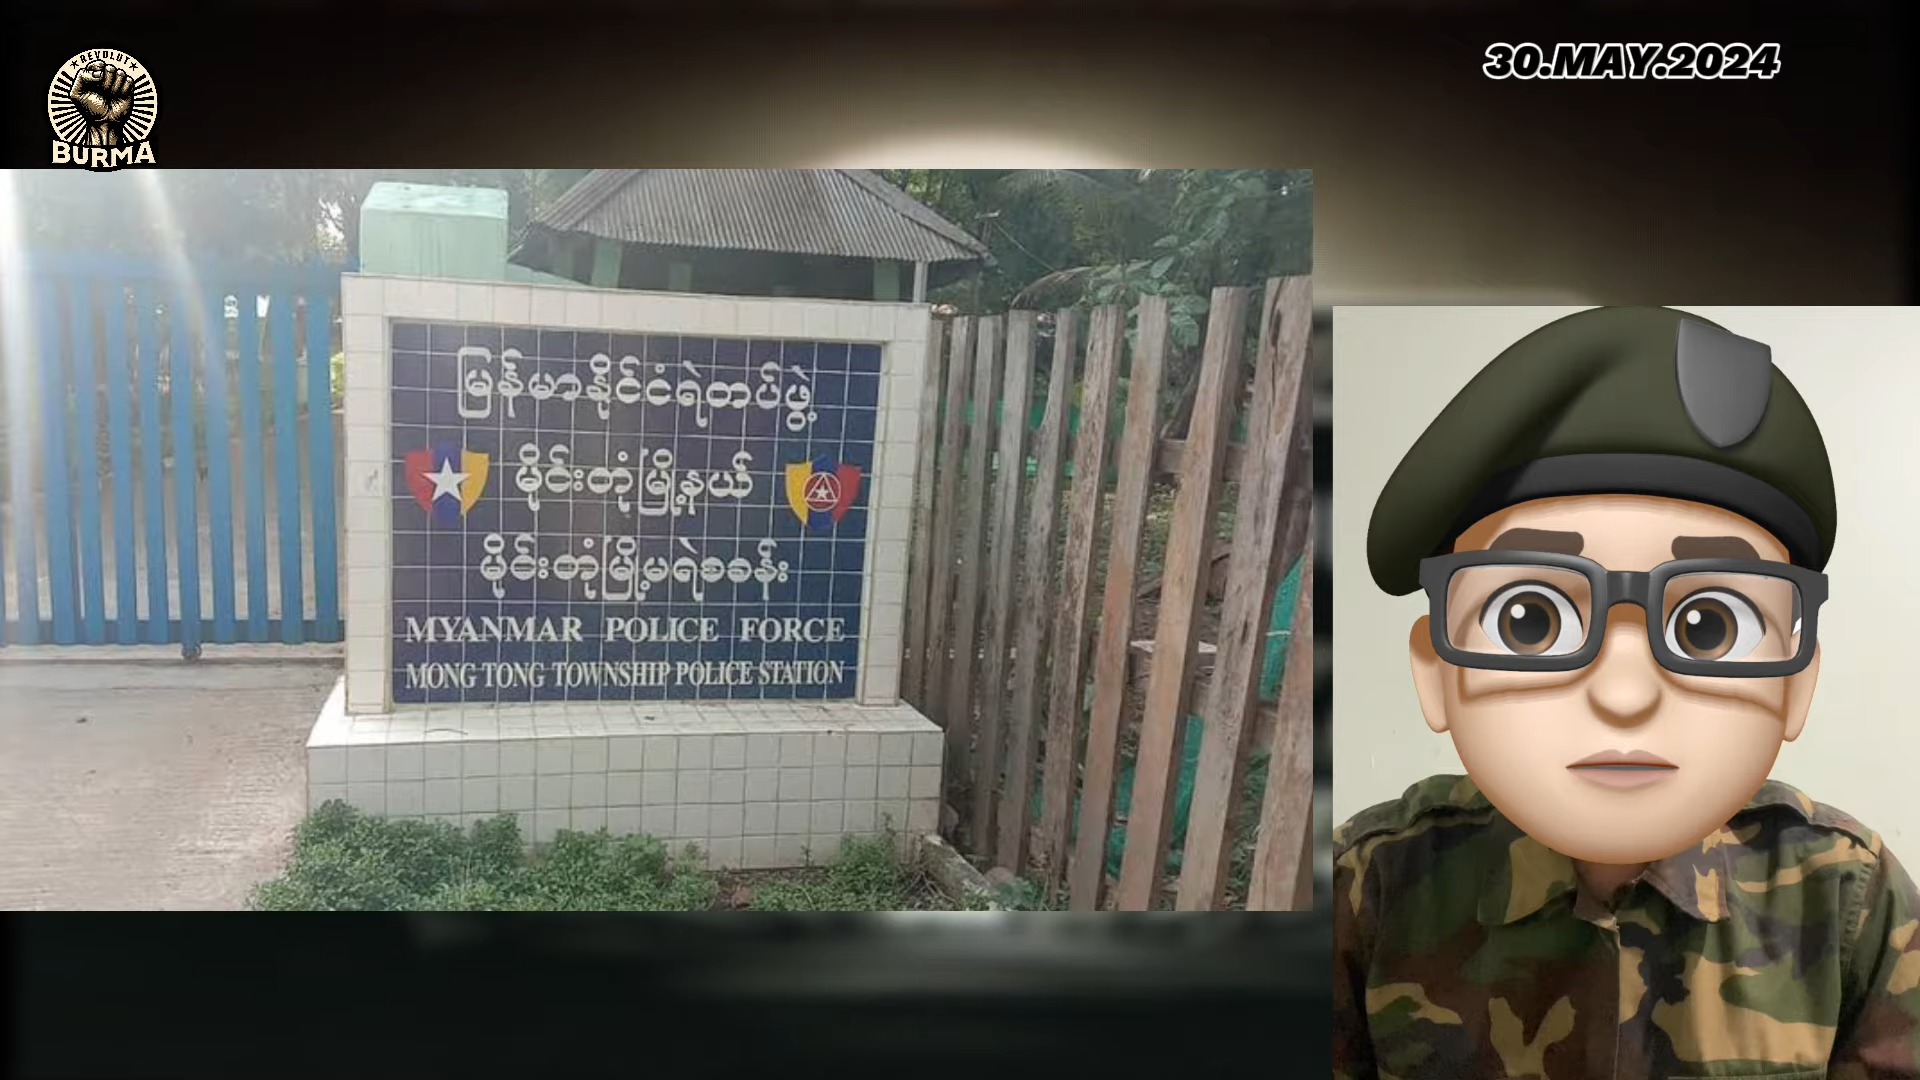 ★REVOLUT★
BURMA
30.MAY.2024
မြန်မာနိုင်ငံရဲတပ်ဖွဲ့
မိုင်းတုံမြို့နယ်
မိုင်းတုံမြို့မရဲစခန်း
MYANMAR POLICE FORCE
MONG TONG TOWNSHIP POLICE STATION